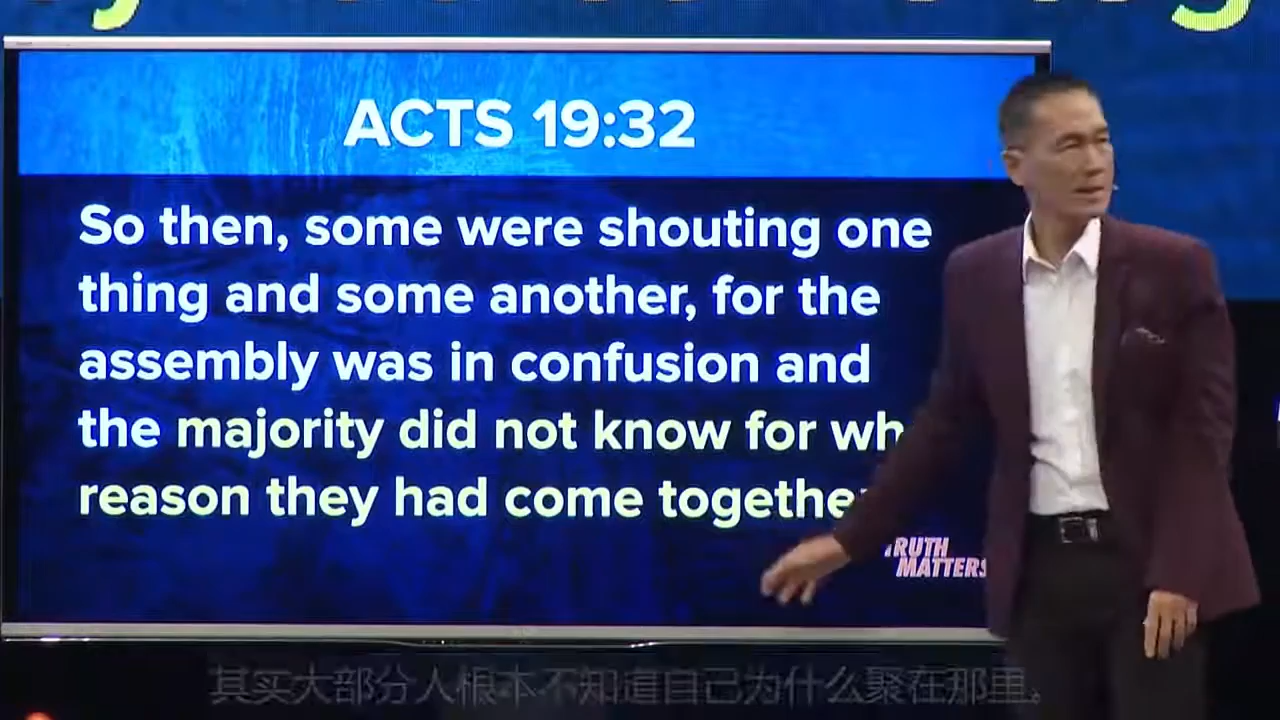 ACTS 19:32
So then, some were shouting one
thing and some another, for the
assembly was in confusion and
the majority did not know for wh
reason they had come togethe
RUTH
MATTERS
其买大部分人根本不知道自己为什么聚在那里。